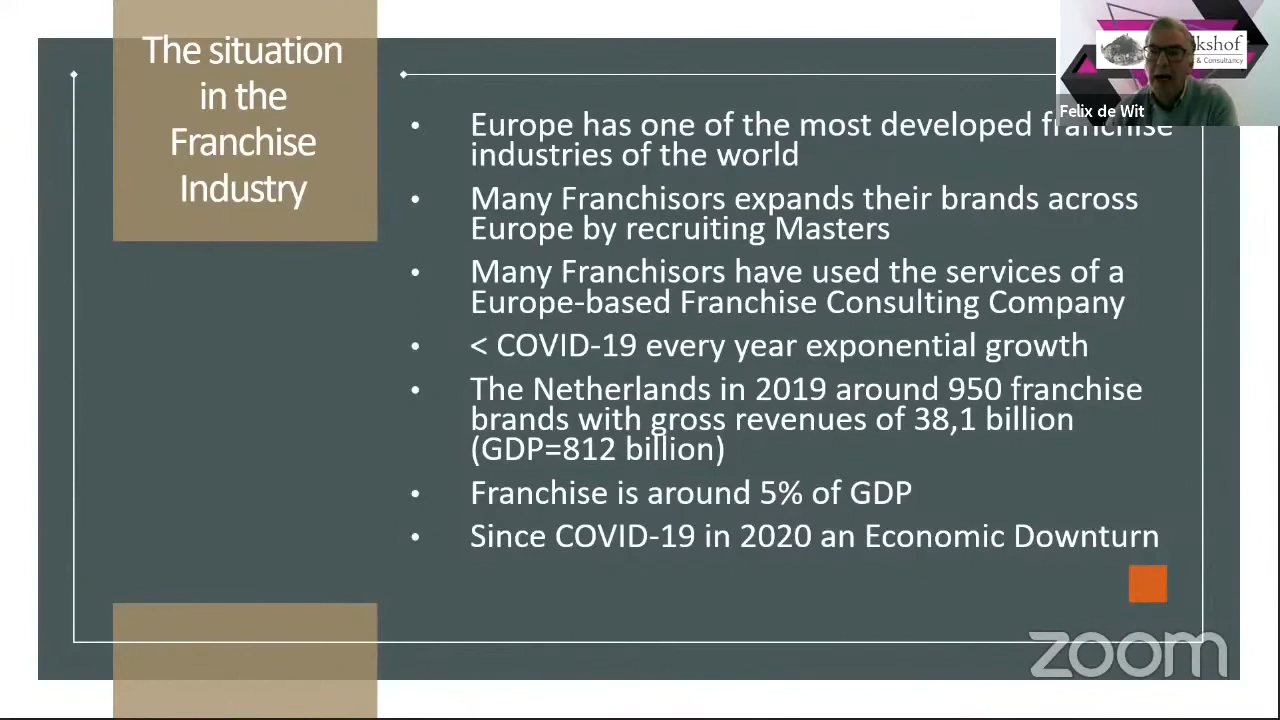 The situation
in the
Franchise
Industry
kshof
& Consultancy
Felix de Wit
• Europe has one of the most developed franchise
industries of the world
• Many Franchisors expands their brands across
Europe by recruiting Masters
• Many Franchisors have used the services of a
Europe-based Franchise Consulting Company
• < COVID-19 every year exponential growth
• The Netherlands in 2019 around 950 franchise
brands with gross revenues of 38,1 billion
(GDP=812 billion)
• Franchise is around 5% of GDP
• Since COVID-19 in 2020 an Economic Downturn
zoom